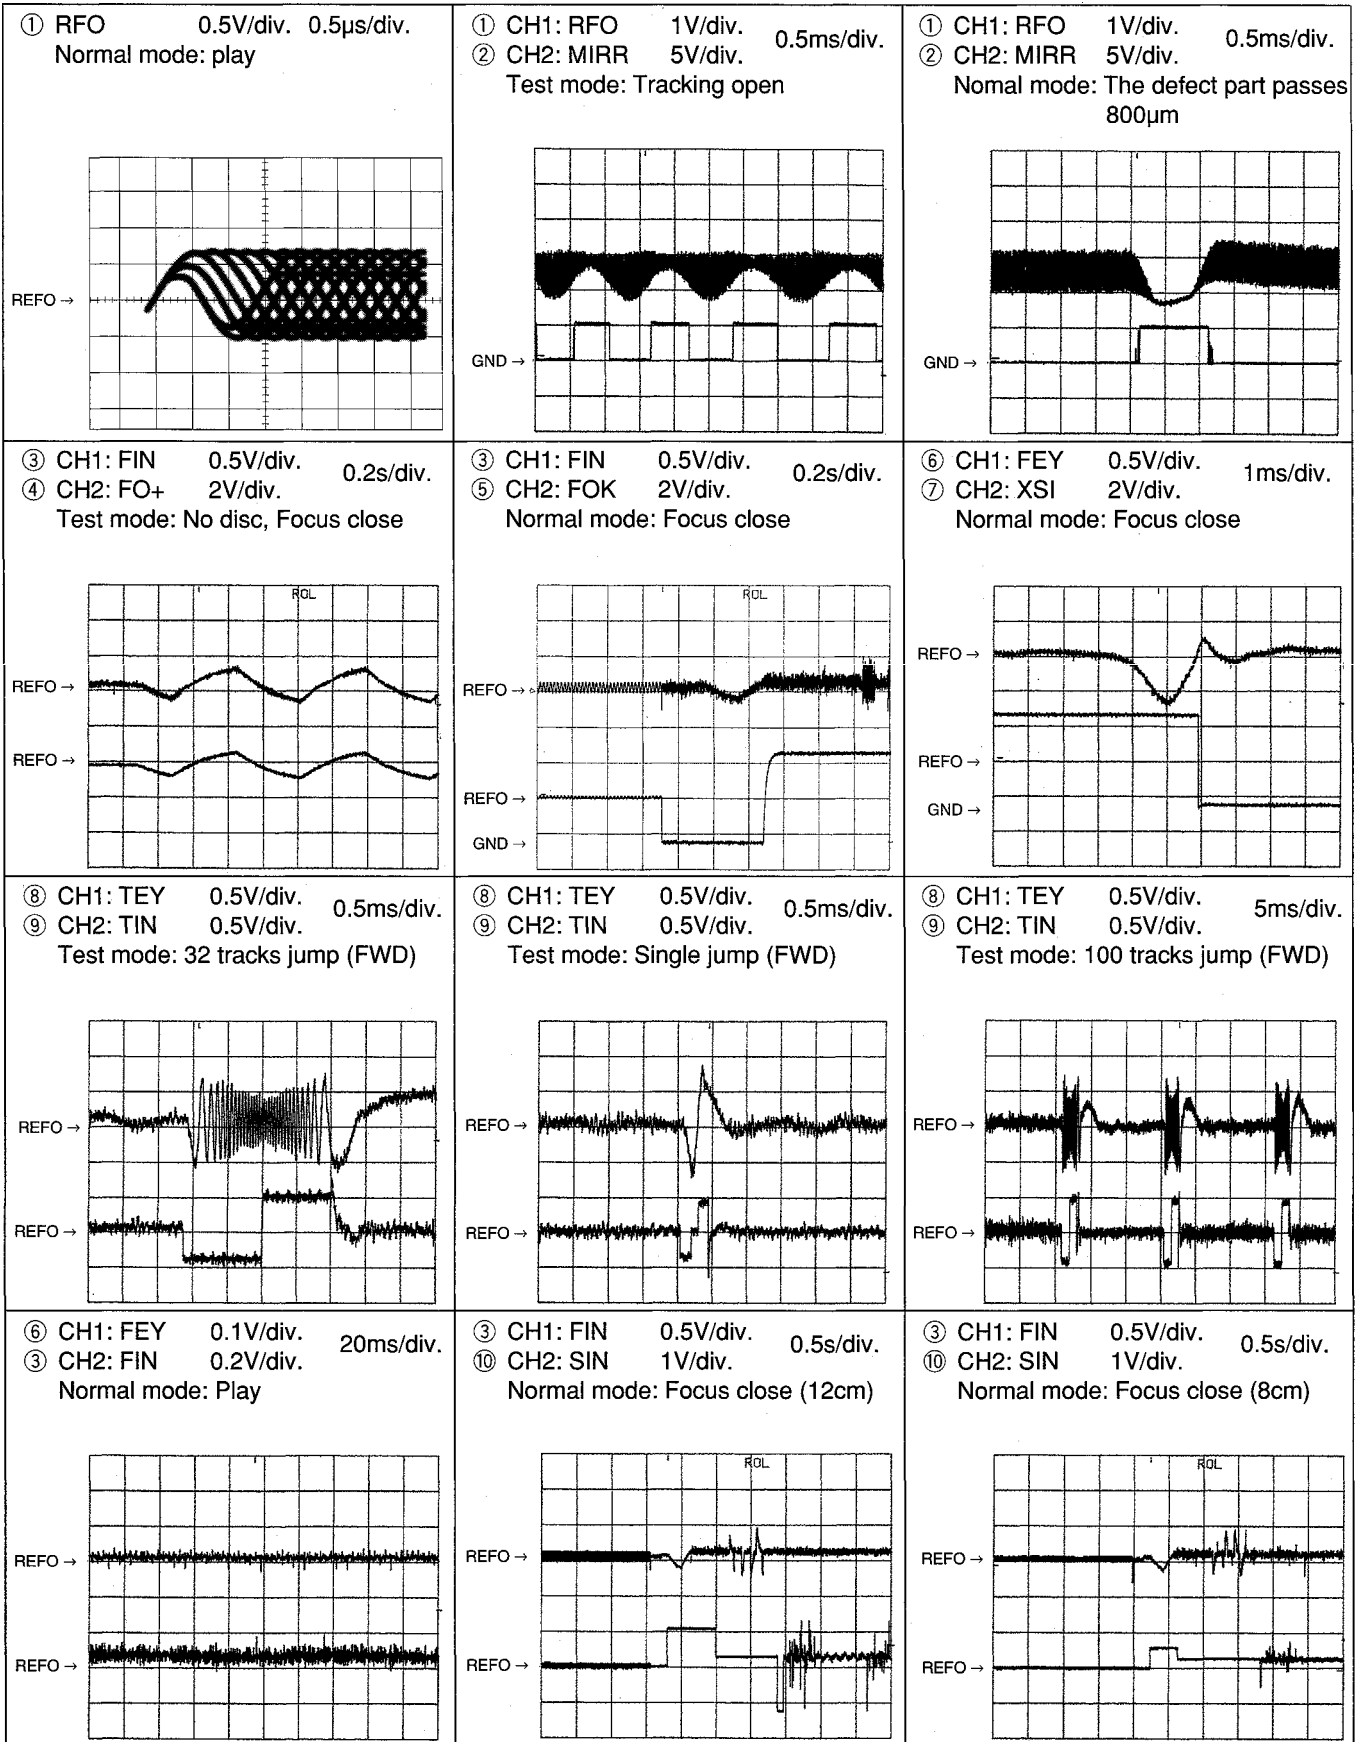 ① RFO 0.5V/div. 0.5µs/div.
Normal mode: play
REFO →
① CH1: RFO 1V/div. 0.5ms/div.
② CH2: MIRR 5V/div.
Test mode: Tracking open
GND →
① CH1: RFO 1V/div. 0.5ms/div.
② CH2: MIRR 5V/div.
Nomal mode: The defect part passes
800µm
GND →
③ CH1: FIN 0.5V/div. 0.2s/div.
④ CH2: FO+ 2V/div.
Test mode: No disc, Focus close
ROL
REFO →
REFO →
③ CH1: FIN 0.5V/div. 0.2s/div.
⑤ CH2: FOK 2V/div.
Normal mode: Focus close
ROL
REFO →
REFO →
GND →
⑥ CH1: FEY 0.5V/div. 1ms/div.
⑦ CH2: XSI 2V/div.
Normal mode: Focus close
REFO →
REFO →
GND →
⑧ CH1: TEY 0.5V/div. 0.5ms/div.
⑨ CH2: TIN 0.5V/div.
Test mode: 32 tracks jump (FWD)
REFO →
REFO →
⑧ CH1: TEY 0.5V/div. 0.5ms/div.
⑨ CH2: TIN 0.5V/div.
Test mode: Single jump (FWD)
REFO →
REFO →
⑧ CH1: TEY 0.5V/div. 5ms/div.
⑨ CH2: TIN 0.5V/div.
Test mode: 100 tracks jump (FWD)
REFO →
REFO →
⑥ CH1: FEY 0.1V/div. 20ms/div.
③ CH2: FIN 0.2V/div.
Normal mode: Play
REFO →
REFO →
③ CH1: FIN 0.5V/div. 0.5s/div.
⑩ CH2: SIN 1V/div.
Normal mode: Focus close (12cm)
ROL
REFO →
REFO →
③ CH1: FIN 0.5V/div. 0.5s/div.
⑩ CH2: SIN 1V/div.
Normal mode: Focus close (8cm)
ROL
REFO →
REFO →